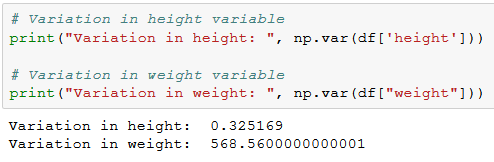 # Variation in height variable
print("Variation in height: ", np.var(df['height']))
# Variation in weight variable
print("Variation in weight: ", np.var(df["weight"]))
Variation in height:  0.325169
Variation in weight:  568.5600000000001